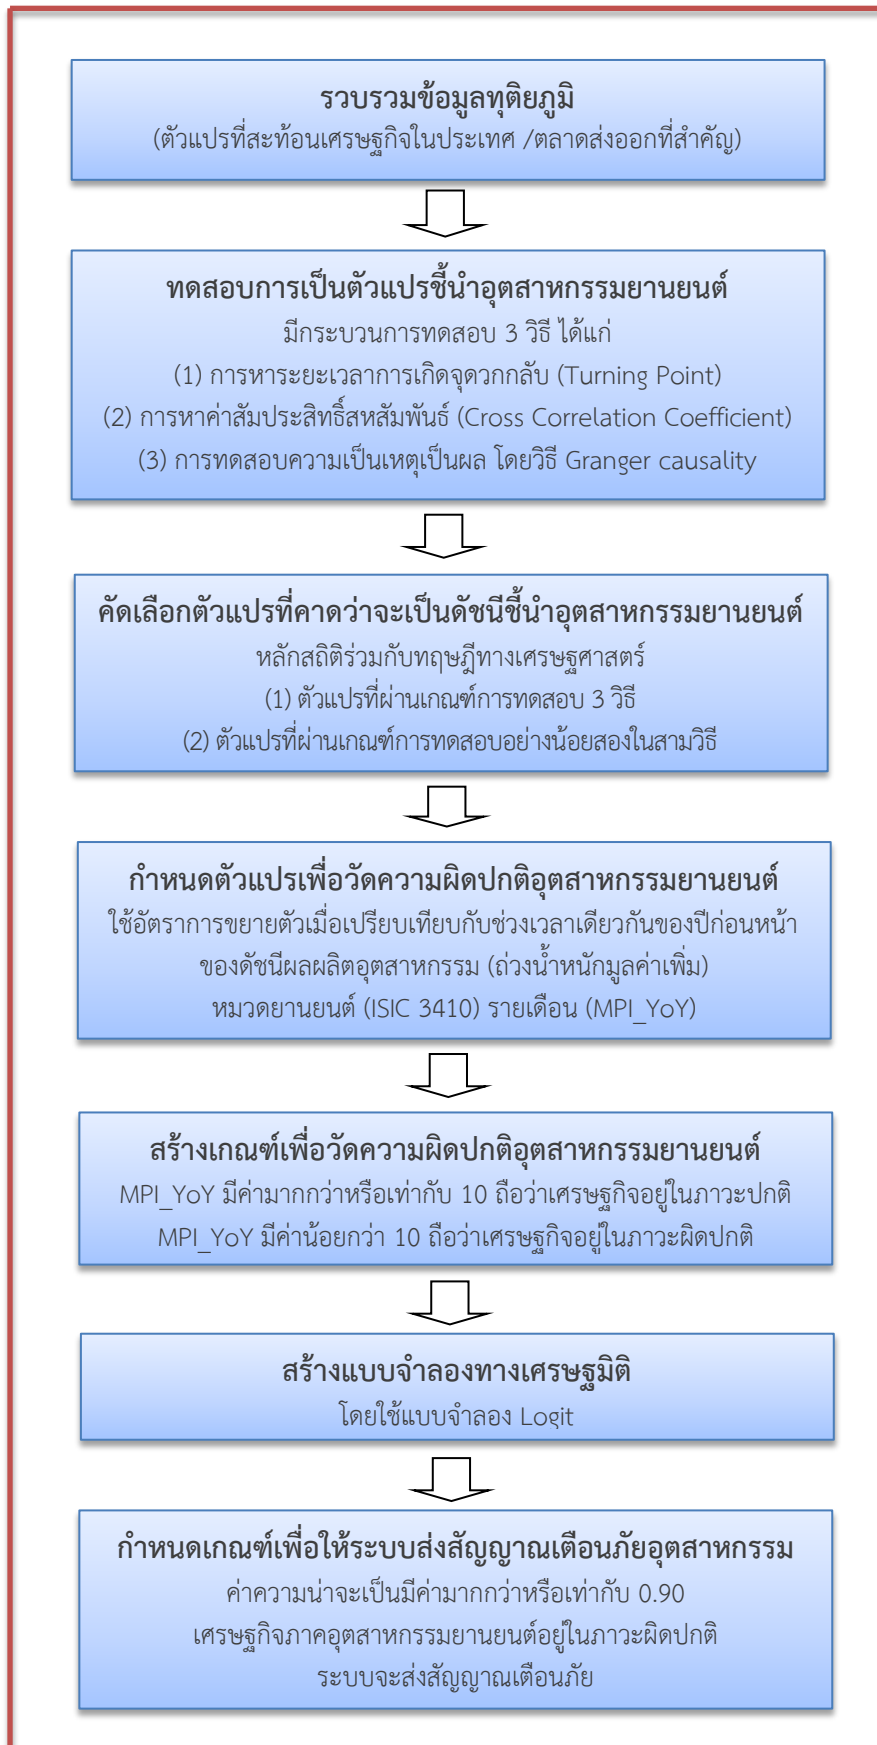 รวบรวมข้อมูลทุติยภูมิ
(ตัวแปรที่สะท้อนเศรษฐกิจในประเทศ /ตลาดส่งออกที่สำคัญ)
ทดสอบการเป็นตัวแปรชี้นำอุตสาหกรรมยานยนต์
มีกระบวนการทดสอบ 3 วิธี ได้แก่
(1) การหาระยะเวลาการเกิดจุดวกกลับ (Turning Point)
(2) การหาค่าสัมประสิทธิ์สหสัมพันธ์ (Cross Correlation Coefficient)
(3) การทดสอบความเป็นเหตุเป็นผล โดยวิธี Granger causality
คัดเลือกตัวแปรที่คาดว่าจะเป็นดัชนีชี้นำอุตสาหกรรมยานยนต์
หลักสถิติร่วมกับทฤษฎีทางเศรษฐศาสตร์
(1) ตัวแปรที่ผ่านเกณฑ์การทดสอบ 3 วิธี
(2) ตัวแปรที่ผ่านเกณฑ์การทดสอบอย่างน้อยสองในสามวิธี
กำหนดตัวแปรเพื่อวัดความผิดปกติอุตสาหกรรมยานยนต์
ใช้อัตราการขยายตัวเมื่อเปรียบเทียบกับช่วงเวลาเดียวกันของปีก่อนหน้า
ของดัชนีผลผลิตอุตสาหกรรม (ถ่วงน้ำหนักมูลค่าเพิ่ม)
หมวดยานยนต์ (ISIC 3410) รายเดือน (MPI_YoY)
สร้างเกณฑ์เพื่อวัดความผิดปกติอุตสาหกรรมยานยนต์
MPI_YoY มีค่ามากกว่าหรือเท่ากับ 10 ถือว่าเศรษฐกิจอยู่ในภาวะปกติ
MPI_YoY มีค่าน้อยกว่า 10 ถือว่าเศรษฐกิจอยู่ในภาวะผิดปกติ
สร้างแบบจำลองทางเศรษฐมิติ
โดยใช้แบบจำลอง Logit
กำหนดเกณฑ์เพื่อให้ระบบส่งสัญญาณเตือนภัยอุตสาหกรรม
ค่าความน่าจะเป็นมีค่ามากกว่าหรือเท่ากับ 0.90
เศรษฐกิจภาคอุตสาหกรรมยานยนต์อยู่ในภาวะผิดปกติ
ระบบจะส่งสัญญาณเตือนภัย